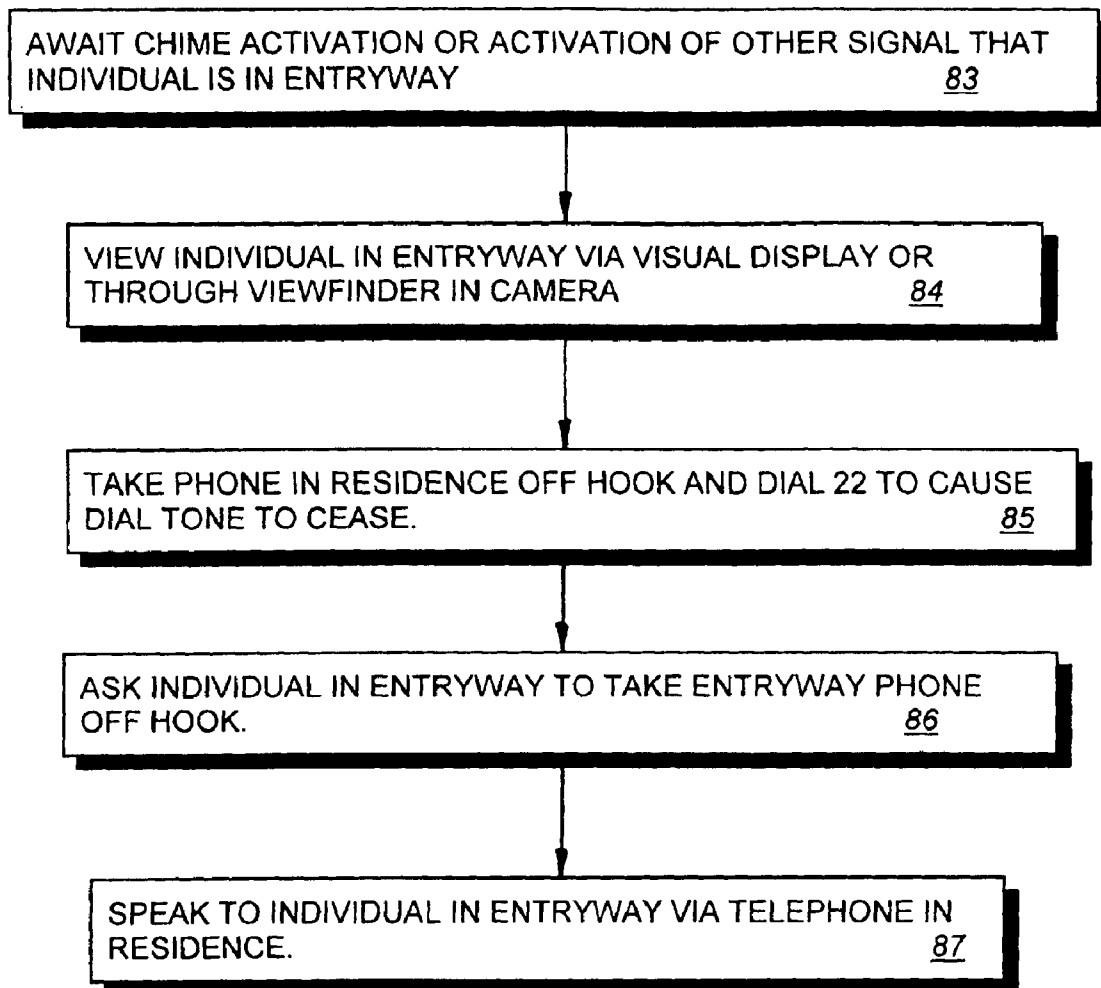 AWAIT CHIME ACTIVATION OR ACTIVATION OF OTHER SIGNAL THAT
INDIVIDUAL IS IN ENTRYWAY 83
VIEW INDIVIDUAL IN ENTRYWAY VIA VISUAL DISPLAY OR
THROUGH VIEWFINDER IN CAMERA 84
TAKE PHONE IN RESIDENCE OFF HOOK AND DIAL 22 TO CAUSE
DIAL TONE TO CEASE. 85
ASK INDIVIDUAL IN ENTRYWAY TO TAKE ENTRYWAY PHONE
OFF HOOK. 86
SPEAK TO INDIVIDUAL IN ENTRYWAY VIA TELEPHONE IN
RESIDENCE. 87